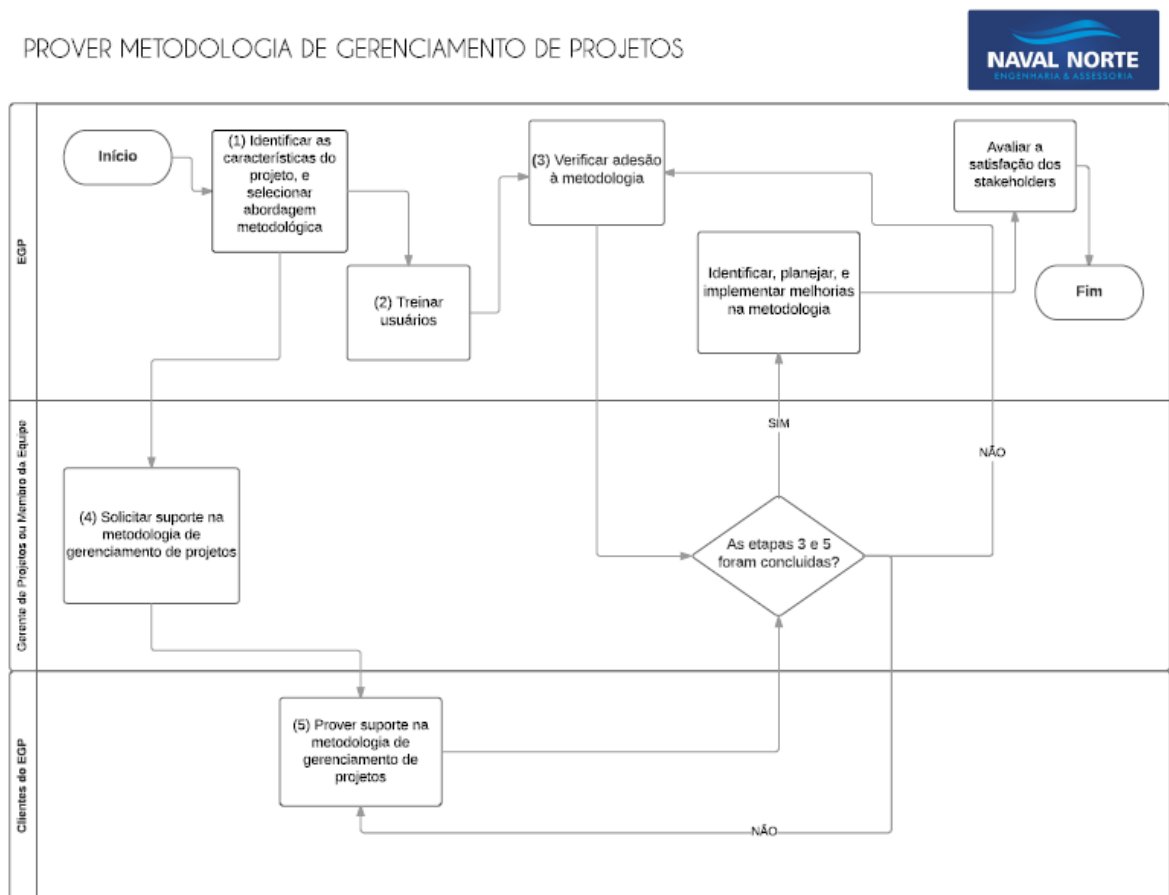 PROVER METODOLOGIA DE GERENCIAMENTO DE PROJETOS
NAVAL NORTE
ENGENHARIA & ASSESSORIA
EGP
Início
(1) Identificar as
características do
projeto, e
selecionar
abordagem
metodológica
(2) Treinar
usuários
(3) Verificar adesão
à metodologia
Identificar, planejar, e
implementar melhorias
na metodologia
Avaliar a
satisfação dos
stakeholders
Fim
Gerente de Projetos ou Membro da Equipe
(4) Solicitar suporte na
metodologia de
gerenciamento de projetos
SIM
NÃO
As etapas 3 e 5
foram concluidas?
Clientes do EGP
(5) Prover suporte na
metodologia de
gerenciamento de
projetos
NÃO